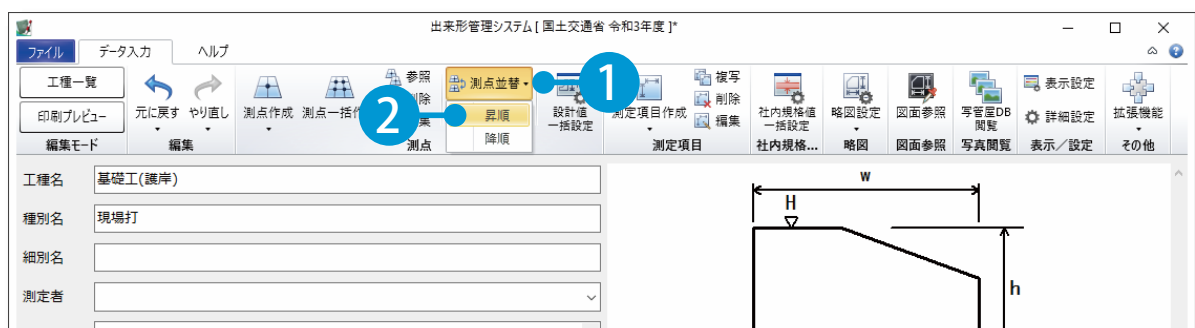 出来形管理システム [ 国土交通省 令和3年度 ]*
ファイル データ入力 ヘルプ
工種一覧
印刷プレビュー
編集モード
元に戻す やり直し
編集
測点作成 測点一括作
参照
削除
集
測点並替
昇順
降順
測点
1
2
設計値
一括設定
測定項目作成
複写
削除
編集
測定項目
社内規格値
一括設定
社内規格...
略図設定
略図
図面参照
図面参照
写管屋DB
閲覧
写真閲覧
表示設定
詳細設定
表示/設定
拡張機能
その他
工種名 基礎工(護岸)
種別名 現場打
細別名
測定者
w
H
h